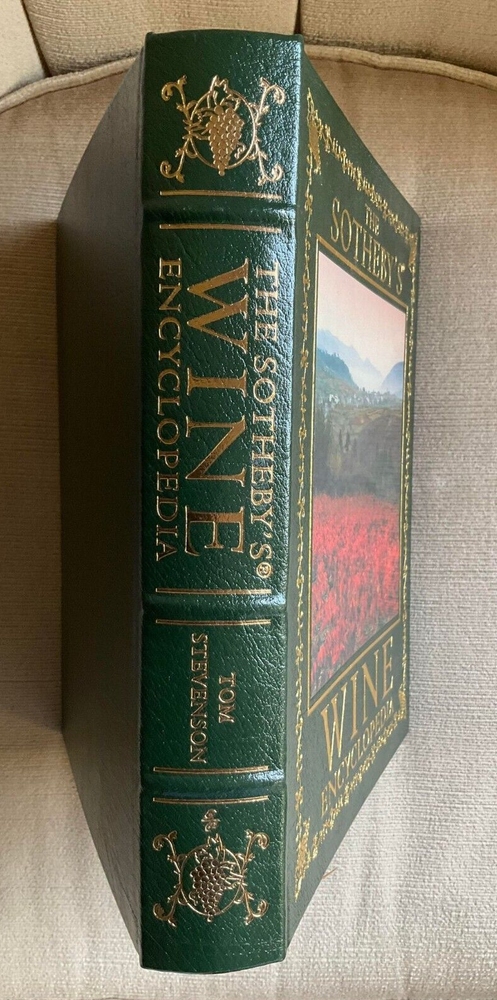 THE SOTHEBY'S®
WINE
ENCYCLOPEDIA
TOM
STEVENSON
THE
SOTHEBY'S
WINE
ENCYCLOPEDIA